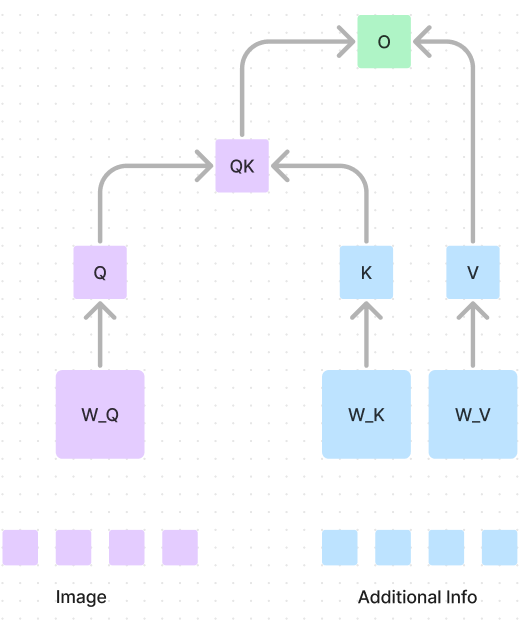 O
QK
Q
K
V
W_Q
W_K
W_V
Image
Additional Info